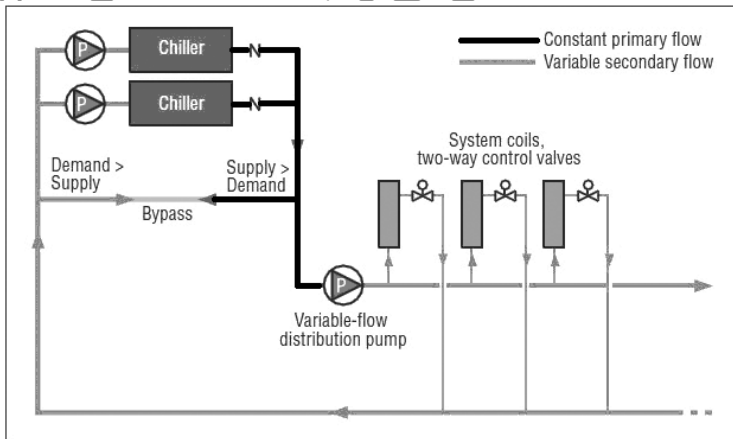 P
Chiller
N
Constant primary flow
Variable secondary flow
P
Chiller
N
System coils,
two-way control valves
Demand >
Supply
Supply >
Demand
Bypass
P
Variable-flow
distribution pump